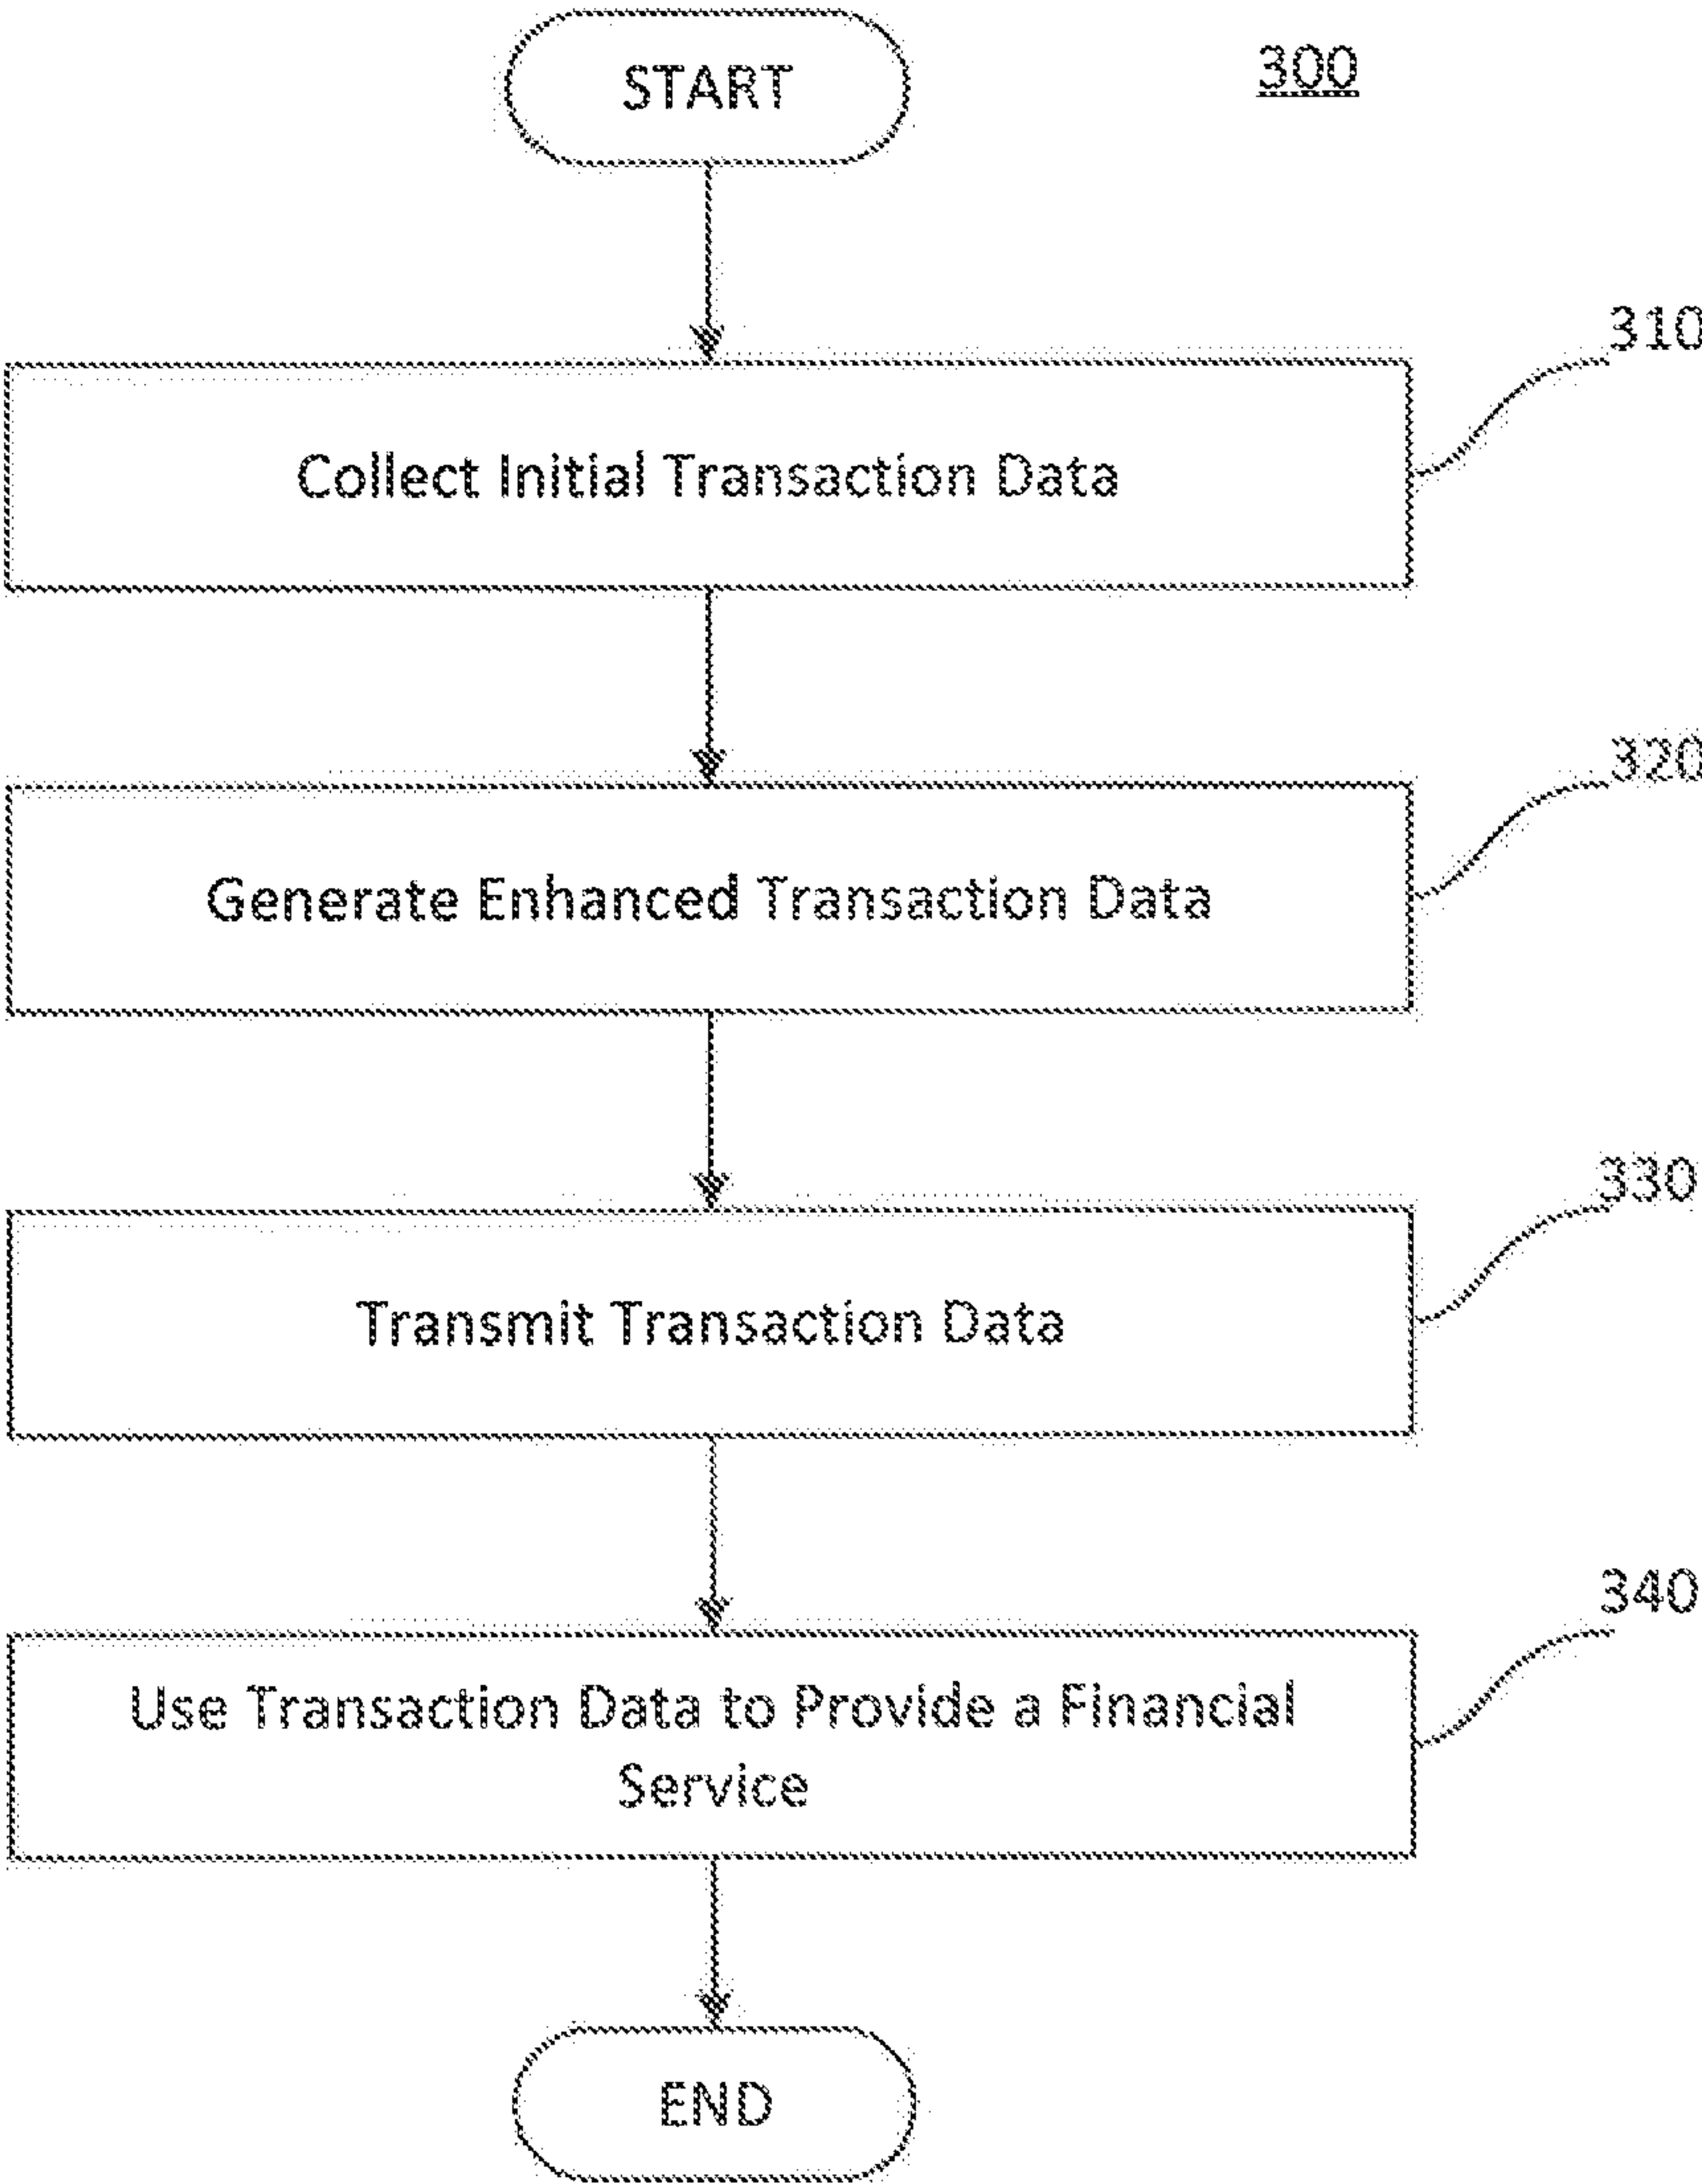 START
300
310
Collect Initial Transaction Data
320
Generate Enhanced Transaction Data
330
Transmit Transaction Data
340
Use Transaction Data to Provide a Financial
Service
END